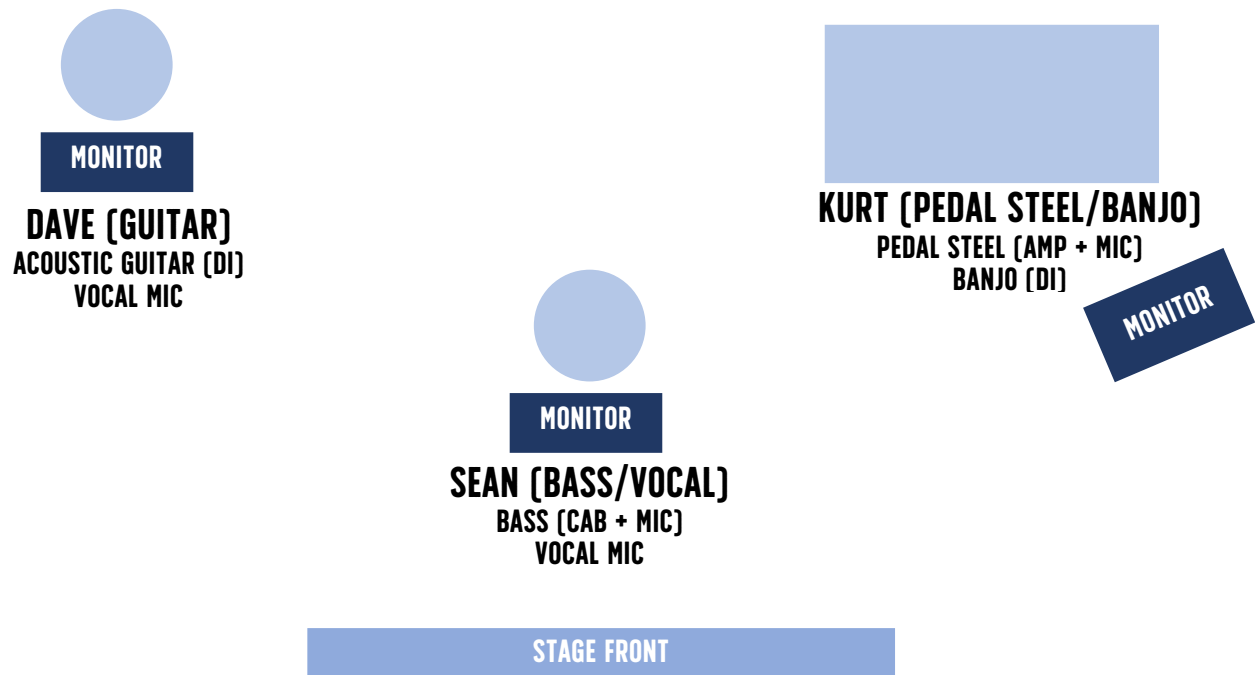 MONITOR
DAVE (GUITAR)
ACOUSTIC GUITAR (DI)
VOCAL MIC
KURT (PEDAL STEEL/BANJO)
PEDAL STEEL (AMP + MIC)
BANJO (DI)
MONITOR
MONITOR
SEAN (BASS/VOCAL)
BASS (CAB + MIC)
VOCAL MIC
STAGE FRONT